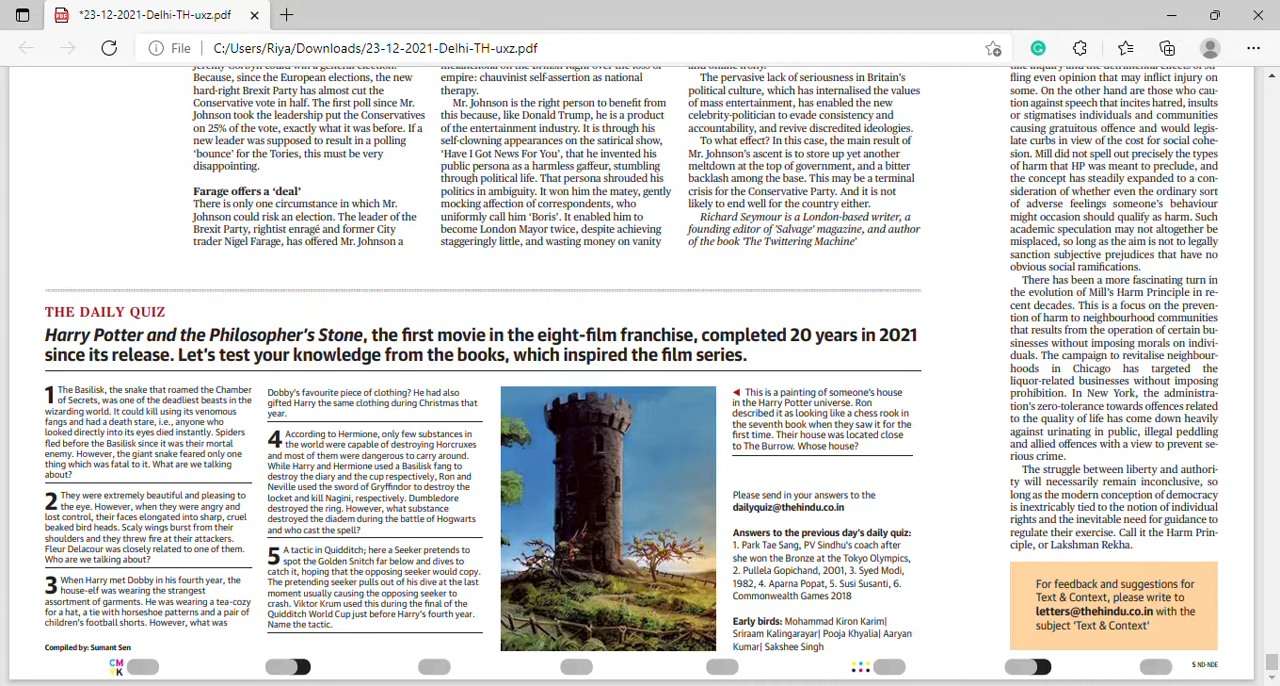 *23-12-2021-Delhi-TH-uxz.pdf
File
C:/Users/Riya/Downloads/23-12-2021-Delhi-TH-uxz.pdf
Jeremy Corbyn could win a general election.
Because, since the European elections, the new
hard-right Brexit Party has almost cut the
Conservative vote in half. The first poll since Mr.
Johnson took the leadership put the Conservatives
on 25% of the vote, exactly what it was before. If a
new leader was supposed to result in a polling
‘bounce’ for the Tories, this must be very
disappointing.
Farage offers a ‘deal’
There is only one circumstance in which Mr.
Johnson could risk an election. The leader of the
Brexit Party, rightist enragé and former City
trader Nigel Farage, has offered Mr. Johnson a
melancholia on the British Right over the loss of
empire: chauvinist self-assertion as national
therapy.
Mr. Johnson is the right person to benefit from
this because, like Donald Trump, he is a product
of the entertainment industry. It is through his
self-clowning appearances on the satirical show,
‘Have I Got News For You’, that he invented his
public persona as a harmless gaffeur, stumbling
through political life. That persona shrouded his
politics in ambiguity. It won him the matey, gently
mocking affection of correspondents, who
uniformly call him ‘Boris’. It enabled him to
become London Mayor twice, despite achieving
staggeringly little, and wasting money on vanity
and online irony.
The pervasive lack of seriousness in Britain’s
political culture, which has internalised the values
of mass entertainment, has enabled the new
celebrity-politician to evade consistency and
accountability, and revive discredited ideologies.
To what effect? In this case, the main result of
Mr. Johnson’s ascent is to store up yet another
meltdown at the top of government, and a bitter
backlash among the base. This may be a terminal
crisis for the Conservative Party. And it is not
likely to end well for the country either.
Richard Seymour is a London-based writer, a
founding editor of ‘Salvage’ magazine, and author
of the book ‘The Twittering Machine’
fling even opinion that may inflict injury on
some. On the other hand are those who cau-
tion against speech that incites hatred, insults
or stigmatises individuals and communities
causing gratuitous offence and would legis-
late curbs in view of the cost for social cohe-
sion. Mill did not spell out precisely the types
of harm that HP was meant to preclude, and
the concept has steadily expanded to a con-
sideration of whether even the ordinary sort
of adverse feelings someone’s behaviour
might occasion should qualify as harm. Such
academic speculation may not altogether be
misplaced, so long as the aim is not to legally
sanction subjective prejudices that have no
obvious social ramifications.
There has been a more fascinating turn in
the evolution of Mill’s Harm Principle in re-
cent decades. This is a focus on the preven-
tion of harm to neighbourhood communities
that results from the operation of certain bu-
sinesses without imposing morals on indivi-
duals. The campaign to revitalise neighbour-
hoods in Chicago has targeted the
liquor-related businesses without imposing
prohibition. In New York, the administra-
tion’s zero-tolerance towards offences related
to the quality of life has come down heavily
against urinating in public, illegal peddling
and allied offences with a view to prevent se-
rious crime.
The struggle between liberty and authori-
ty will necessarily remain inconclusive, so
long as the modern conception of democracy
is inextricably tied to the notion of individual
rights and the inevitable need for guidance to
regulate their exercise. Call it the Harm Prin-
ciple, or Lakshman Rekha.
THE DAILY QUIZ
Harry Potter and the Philosopher’s Stone, the first movie in the eight-film franchise, completed 20 years in 2021
since its release. Let’s test your knowledge from the books, which inspired the film series.
1 The Basilisk, the snake that roamed the Chamber
of Secrets, was one of the deadliest beasts in the
wizarding world. It could kill using its venomous
fangs and had a death stare, i.e., anyone who
looked directly into its eyes died instantly. Spiders
fled before the Basilisk since it was their mortal
enemy. However, the giant snake feared only one
thing which was fatal to it. What are we talking
about?
2 They were extremely beautiful and pleasing to
the eye. However, when they were angry and
lost control, their faces elongated into sharp, cruel
beaked bird heads. Scaly wings burst from their
shoulders and they threw fire at their attackers.
Fleur Delacour was closely related to one of them.
Who are we talking about?
3 When Harry met Dobby in his fourth year, the
house-elf was wearing the strangest
assortment of garments. He was wearing a tea-cozy
for a hat, a tie with horseshoe patterns and a pair of
children’s football shorts. However, what was
Dobby’s favourite piece of clothing? He had also
gifted Harry the same clothing during Christmas that
year.
4 According to Hermione, only few substances in
the world were capable of destroying Horcruxes
and most of them were dangerous to carry around.
While Harry and Hermione used a Basilisk fang to
destroy the diary and the cup respectively, Ron and
Neville used the sword of Gryffindor to destroy the
locket and kill Nagini, respectively. Dumbledore
destroyed the ring. However, what substance
destroyed the diadem during the battle of Hogwarts
and who cast the spell?
5 A tactic in Quidditch; here a Seeker pretends to
spot the Golden Snitch far below and dives to
catch it, hoping that the opposing seeker would copy.
The pretending seeker pulls out of his dive at the last
moment usually causing the opposing seeker to
crash. Viktor Krum used this during the final of the
Quidditch World Cup just before Harry’s fourth year.
Name the tactic.
This is a painting of someone’s house
in the Harry Potter universe. Ron
described it as looking like a chess rook in
the seventh book when they saw it for the
first time. Their house was located close
to The Burrow. Whose house?
Please send in your answers to the
dailyquiz@thehindu.co.in
Answers to the previous day’s daily quiz:
1. Park Tae Sang, PV Sindhu’s coach after
she won the Bronze at the Tokyo Olympics,
2. Pullela Gopichand, 2001, 3. Syed Modi,
1982, 4. Aparna Popat, 5. Susi Susanti, 6.
Commonwealth Games 2018
Early birds: Mohammad Kiron Karim|
Sriraam Kalingarayar| Pooja Khyalia| Aaryan
Kumar| Sakshee Singh
For feedback and suggestions for
Text & Context, please write to
letters@thehindu.co.in with the
subject ‘Text & Context’
Compiled by: Sumant Sen
CM
YK
S ND-NDE